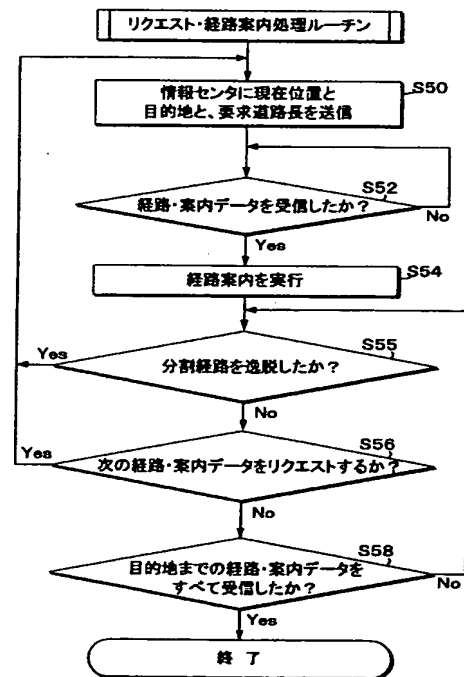 リクエスト・経路案内処理ルーチン
情報センタに現在位置と
目的地と、要求道路長を送信
S50
経路・案内データを受信したか?
S52
No
Yes
経路案内を実行
S54
分割経路を逸脱したか?
S55
Yes
No
次の経路・案内データをリクエストするか?
S56
Yes
No
目的地までの経路・案内データを
すべて受信したか?
S58
No
Yes
終 了